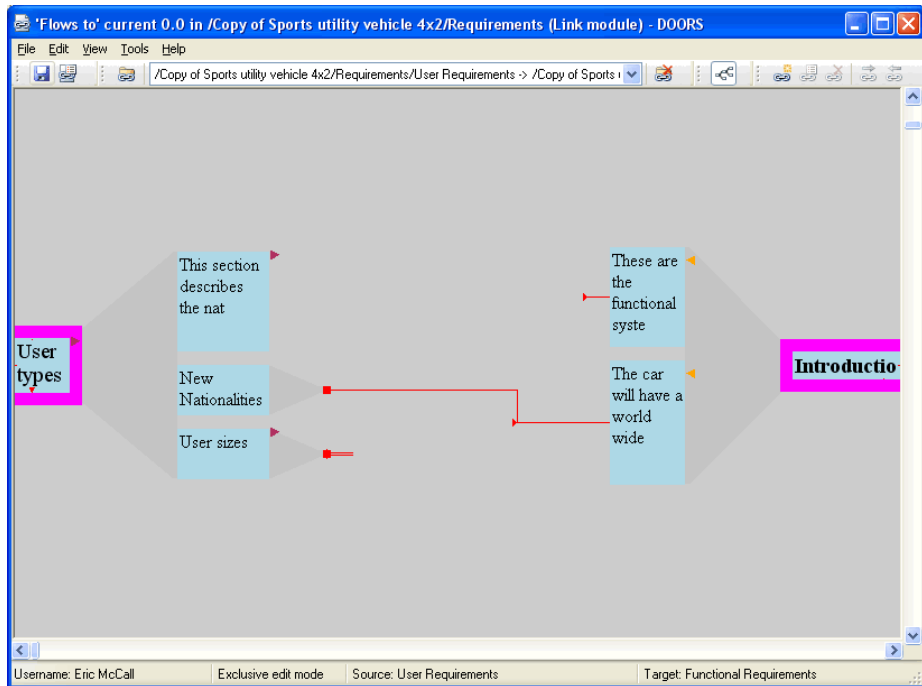 'Flows to' current 0.0 in /Copy of Sports utility vehicle 4x2/Requirements (Link module) - DOORS
File Edit View Tools Help
/Copy of Sports utility vehicle 4x2/Requirements/User Requirements -> /Copy of Sports
This section
describes
the nat
These are
the
functional
syste
User
types
Introductio
New
Nationalities
The car
will have a
world
wide
User sizes
Username: Eric McCall Exclusive edit mode Source: User Requirements Target: Functional Requirements